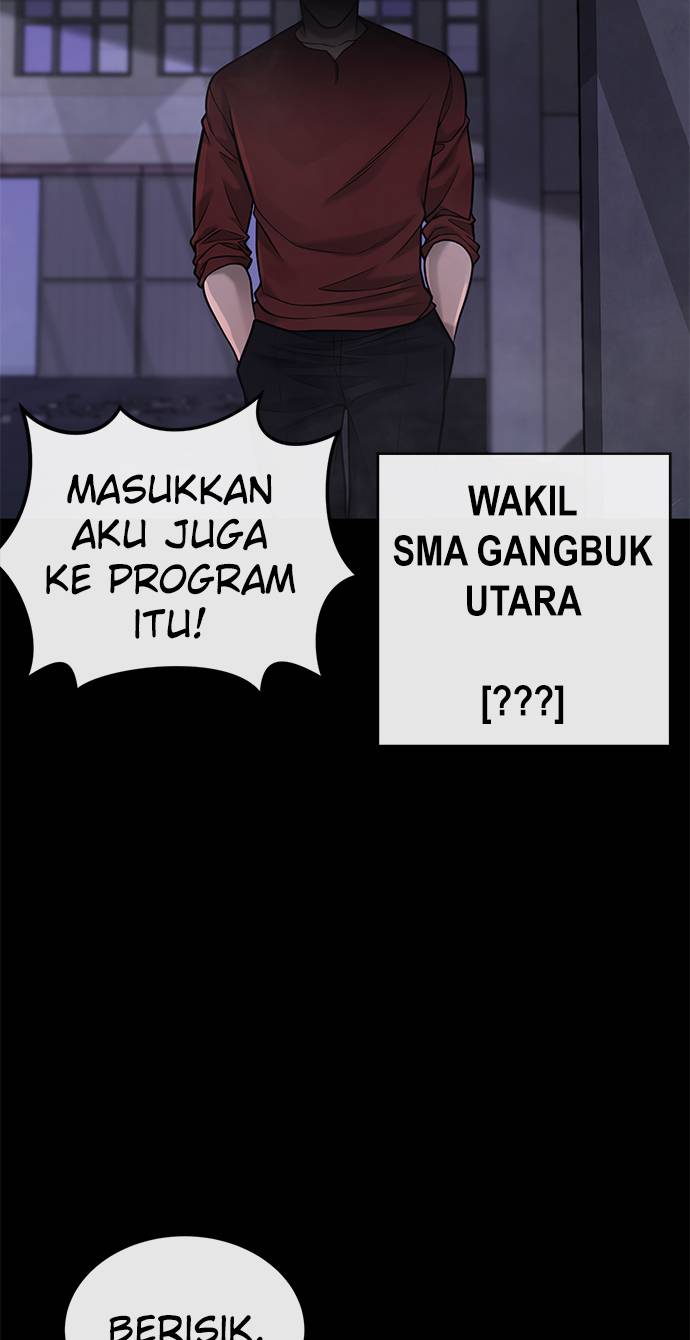 MASUKKAN
AKU JUGA
KE PROGRAM
ITU!
WAKIL
SMA GANGBUK
UTARA
[???]
BERISIK.